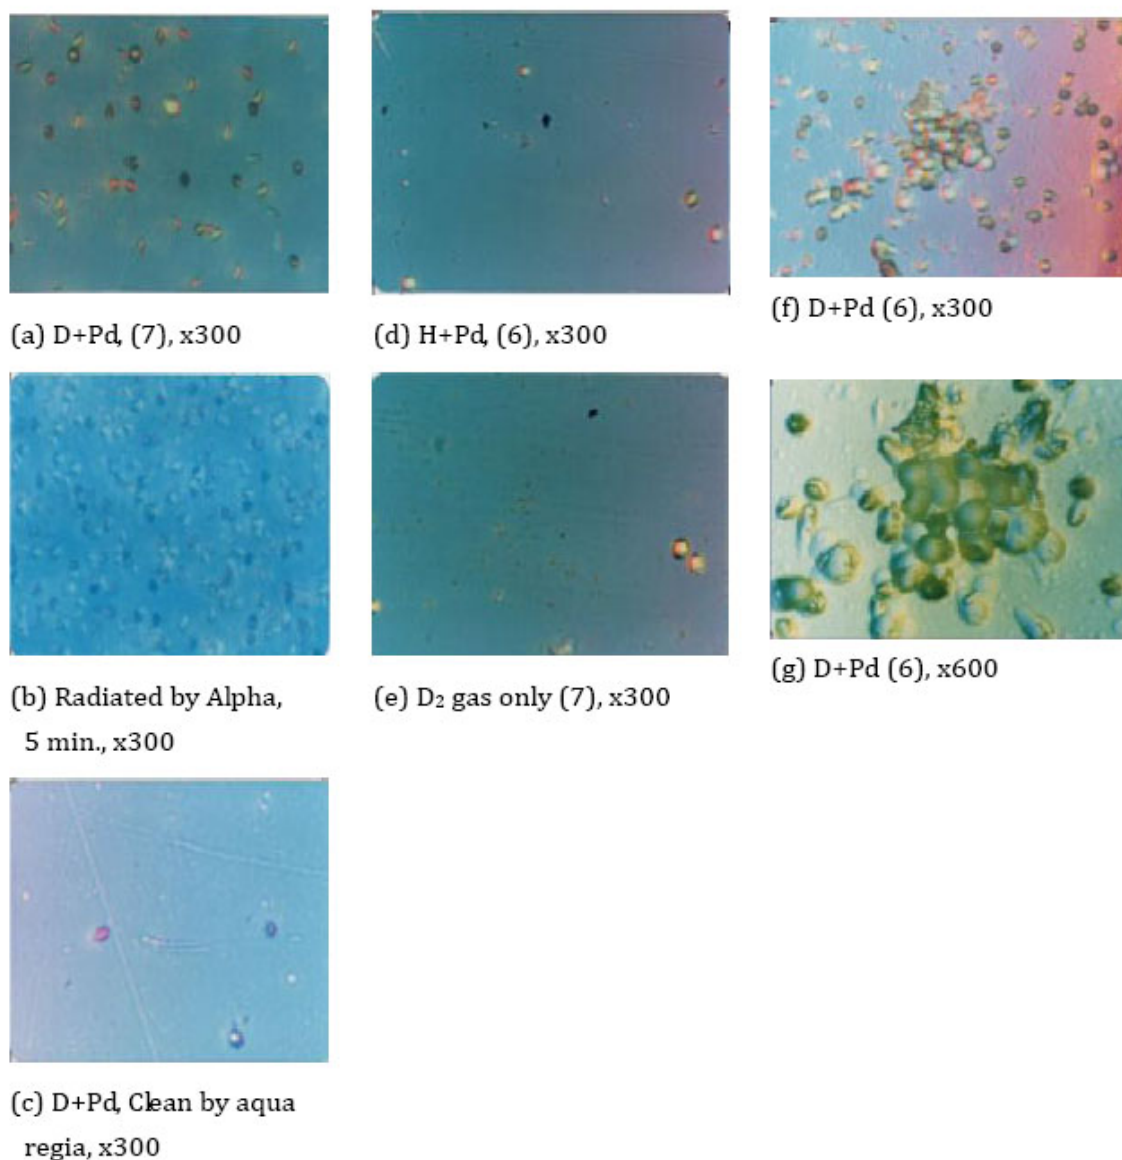 (a) D+Pd, (7), x300
(d) H+Pd, (6), x300
(f) D+Pd (6), x300
(b) Radiated by Alpha,
5 min., x300
(e) D₂ gas only (7), x300
(g) D+Pd (6), x600
(c) D+Pd, Clean by aqua
regia, x300